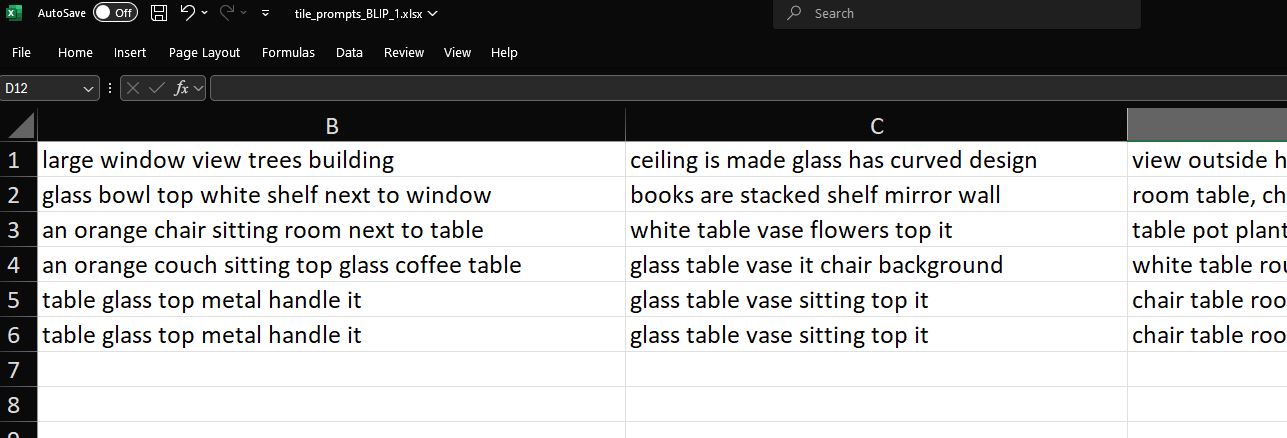 AutoSave Off tile_prompts_BLIP_1.xlsx Search
File Home Insert Page Layout Formulas Data Review View Help
D12 fx
B C
1 large window view trees building ceiling is made glass has curved design view outside h
2 glass bowl top white shelf next to window books are stacked shelf mirror wall room table, ch
3 an orange chair sitting room next to table white table vase flowers top it table pot plant
4 an orange couch sitting top glass coffee table glass table vase it chair background white table rou
5 table glass top metal handle it glass table vase sitting top it chair table roo
6 table glass top metal handle it glass table vase sitting top it chair table roo
7
8
9